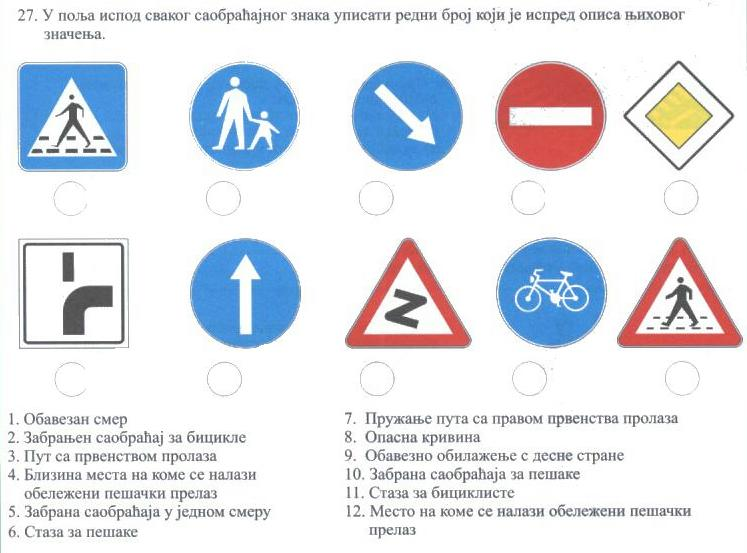 27. У поља испод сваког саобраћајног знака уписати редни број који је испред описа њиховог
значења.
1. Обавезан смер
2. Забрањен саобраћај за бицикле
3. Пут са првенством пролаза
4. Близина места на коме се налази
обележени пешачки прелаз
5. Забрана саобраћаја у једном смеру
6. Стаза за пешаке
7. Пружање пута са правом првенства пролаза
8. Опасна кривина
9. Обавезно обилажење с десне стране
10. Забрана саобраћаја за пешаке
11. Стаза за бициклисте
12. Место на коме се налази обележени пешачки
прелаз